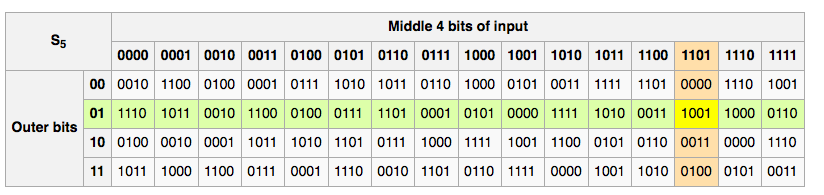 S5 Middle 4 bits of input
0000 0001 0010 0011 0100 0101 0110 0111 1000 1001 1010 1011 1100 1101 1110 1111
Outer bits
00 0010 1100 0100 0001 0111 1010 1011 0110 1000 0101 0011 1111 1101 0000 1110 1001
01 1110 1011 0010 1100 0100 0111 1101 0001 0101 0000 1111 1010 0011 1001 1000 0110
10 0100 0010 0001 1011 1010 1101 0111 1000 1111 1001 1100 0101 0110 0011 0000 1110
11 1011 1000 1100 0111 0001 1110 0010 1101 0110 1111 0000 1001 1010 0100 0101 0011